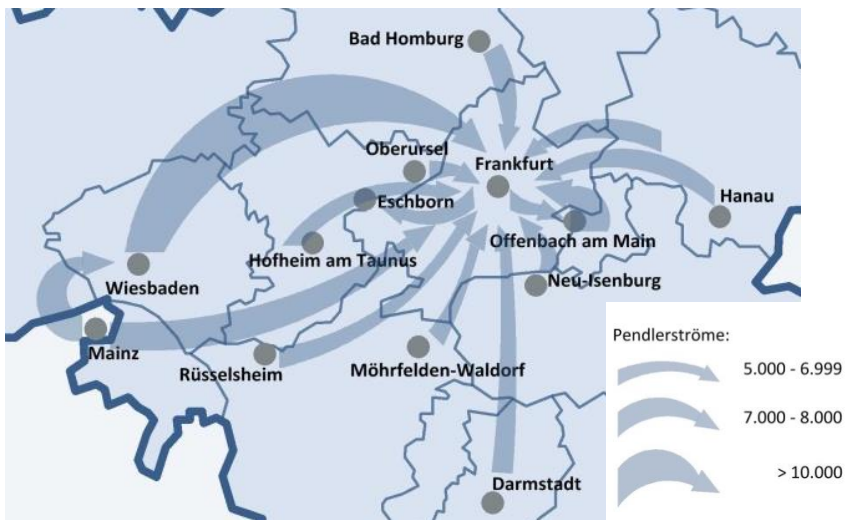 Bad Homburg
Oberursel
Frankfurt
Eschborn
Hanau
Offenbach am Main
Hofheim am Taunus
Wiesbaden
Neu-Isenburg
Mainz
Rüsselsheim
Möhrfelden-Waldorf
Darmstadt
Pendlerströme:
5.000 - 6.999
7.000 - 8.000
> 10.000